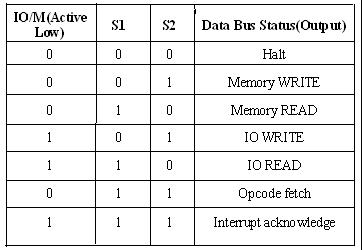 IO/M(Active Low) S1 S2 Data Bus Status(Output)
0 0 0 Halt
0 0 1 Memory WRITE
0 1 0 Memory READ
1 0 1 IO WRITE
1 1 0 IO READ
0 1 1 Opcode fetch
1 1 1 Interrupt acknowledge